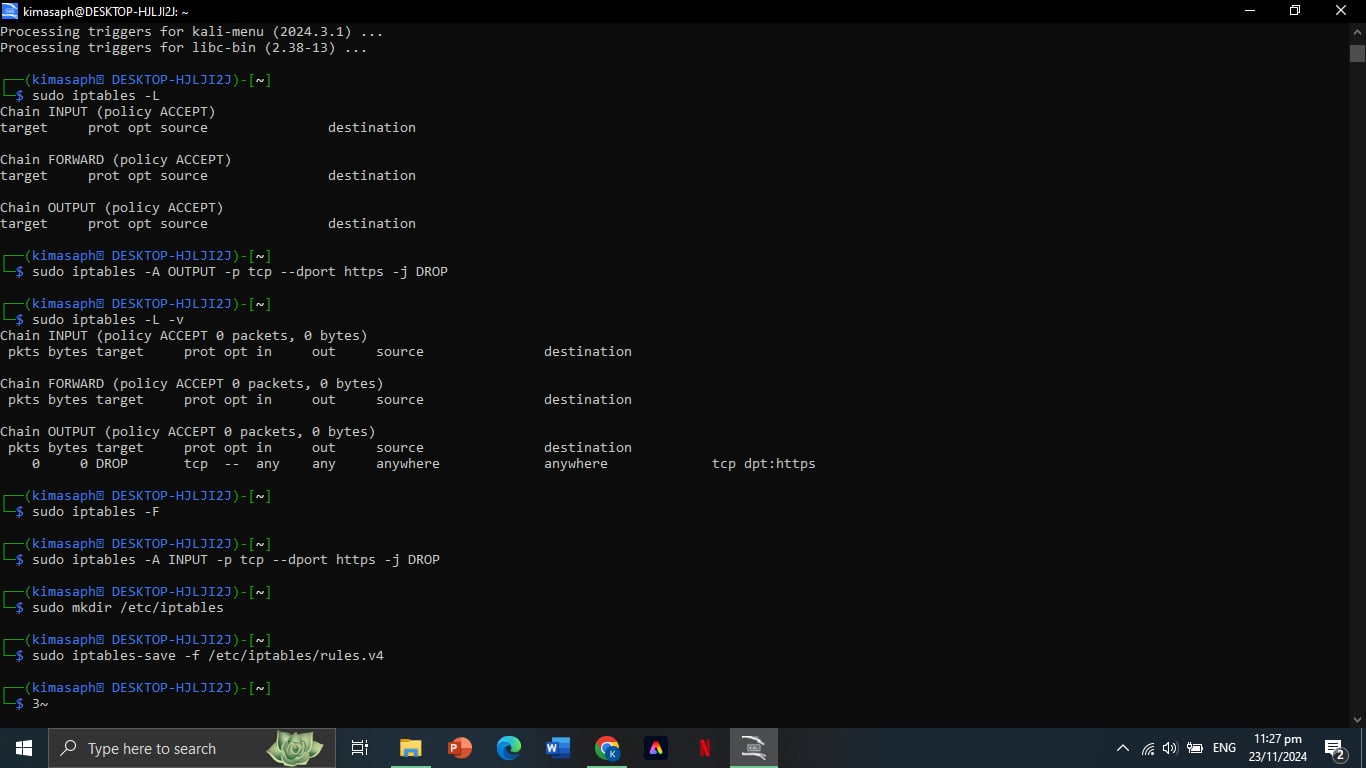 kimasaph@DESKTOP-HJLJI2J: ~
Processing triggers for kali-menu (2024.3.1) ...
Processing triggers for libc-bin (2.38-13) ...
┌──(kimasaph㉿ DESKTOP-HJLJI2J)-[~]
└─$ sudo iptables -L
Chain INPUT (policy ACCEPT)
target     prot opt source               destination
Chain FORWARD (policy ACCEPT)
target     prot opt source               destination
Chain OUTPUT (policy ACCEPT)
target     prot opt source               destination
┌──(kimasaph㉿ DESKTOP-HJLJI2J)-[~]
└─$ sudo iptables -A OUTPUT -p tcp --dport https -j DROP
┌──(kimasaph㉿ DESKTOP-HJLJI2J)-[~]
└─$ sudo iptables -L -v
Chain INPUT (policy ACCEPT 0 packets, 0 bytes)
 pkts bytes target     prot opt in     out     source               destination
Chain FORWARD (policy ACCEPT 0 packets, 0 bytes)
 pkts bytes target     prot opt in     out     source               destination
Chain OUTPUT (policy ACCEPT 0 packets, 0 bytes)
 pkts bytes target     prot opt in     out     source               destination
    0     0 DROP       tcp  --  any    any     anywhere             anywhere             tcp dpt:https
┌──(kimasaph㉿ DESKTOP-HJLJI2J)-[~]
└─$ sudo iptables -F
┌──(kimasaph㉿ DESKTOP-HJLJI2J)-[~]
└─$ sudo iptables -A INPUT -p tcp --dport https -j DROP
┌──(kimasaph㉿ DESKTOP-HJLJI2J)-[~]
└─$ sudo mkdir /etc/iptables
┌──(kimasaph㉿ DESKTOP-HJLJI2J)-[~]
└─$ sudo iptables-save -f /etc/iptables/rules.v4
┌──(kimasaph㉿ DESKTOP-HJLJI2J)-[~]
└─$ 3~
Type here to search
ENG
11:27 pm
23/11/2024
2